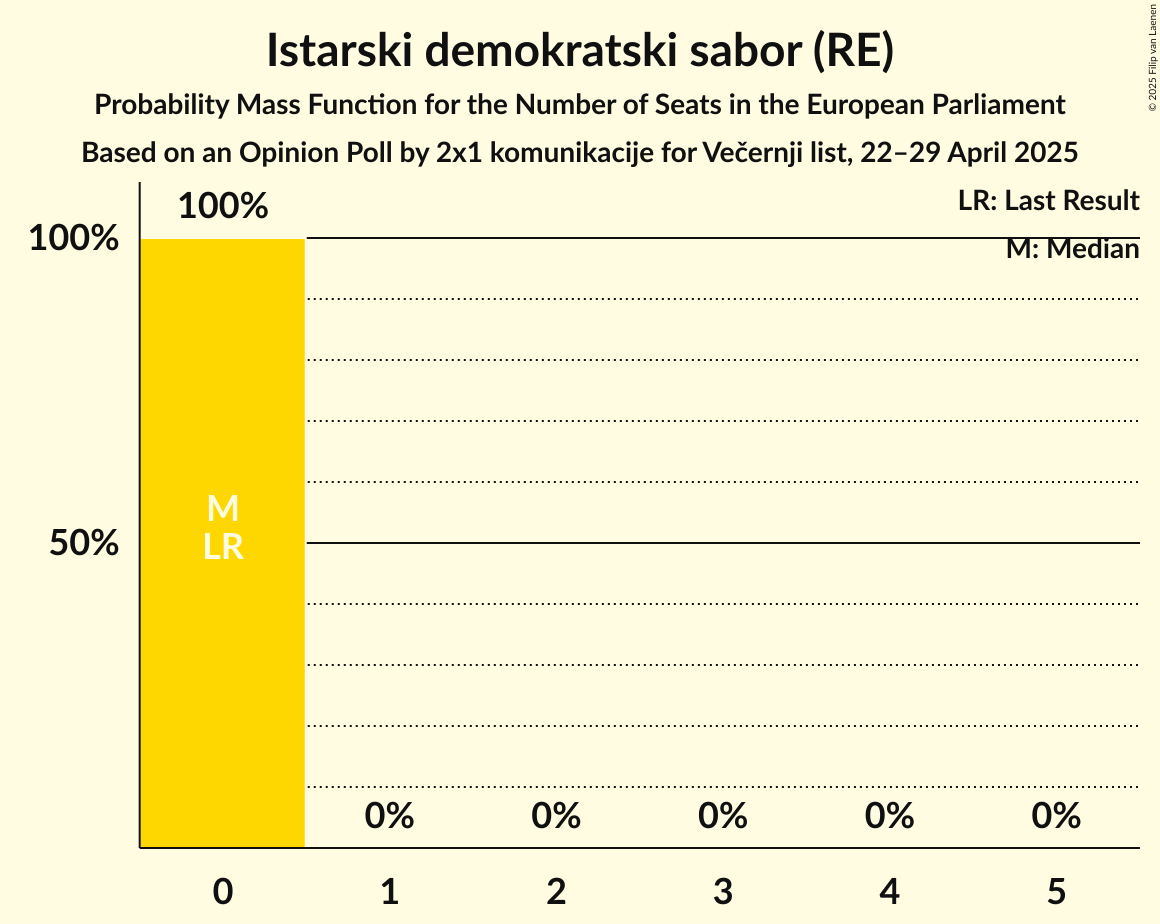 Istarski demokratski sabor (RE)
Probability Mass Function for the Number of Seats in the European Parliament
Based on an Opinion Poll by 2x1 komunikacije for Večernji list, 22–29 April 2025
© 2025 Filip van Laenen
LR: Last Result
M: Median
100%
100%
50%
M
LR
0% 0% 0% 0% 0%
0 1 2 3 4 5